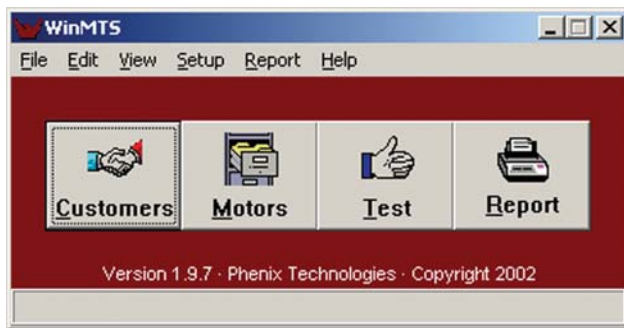 WinMTS
File Edit View Setup Report Help
Customers Motors Test Report
Version 1.9.7 · Phenix Technologies · Copyright 2002